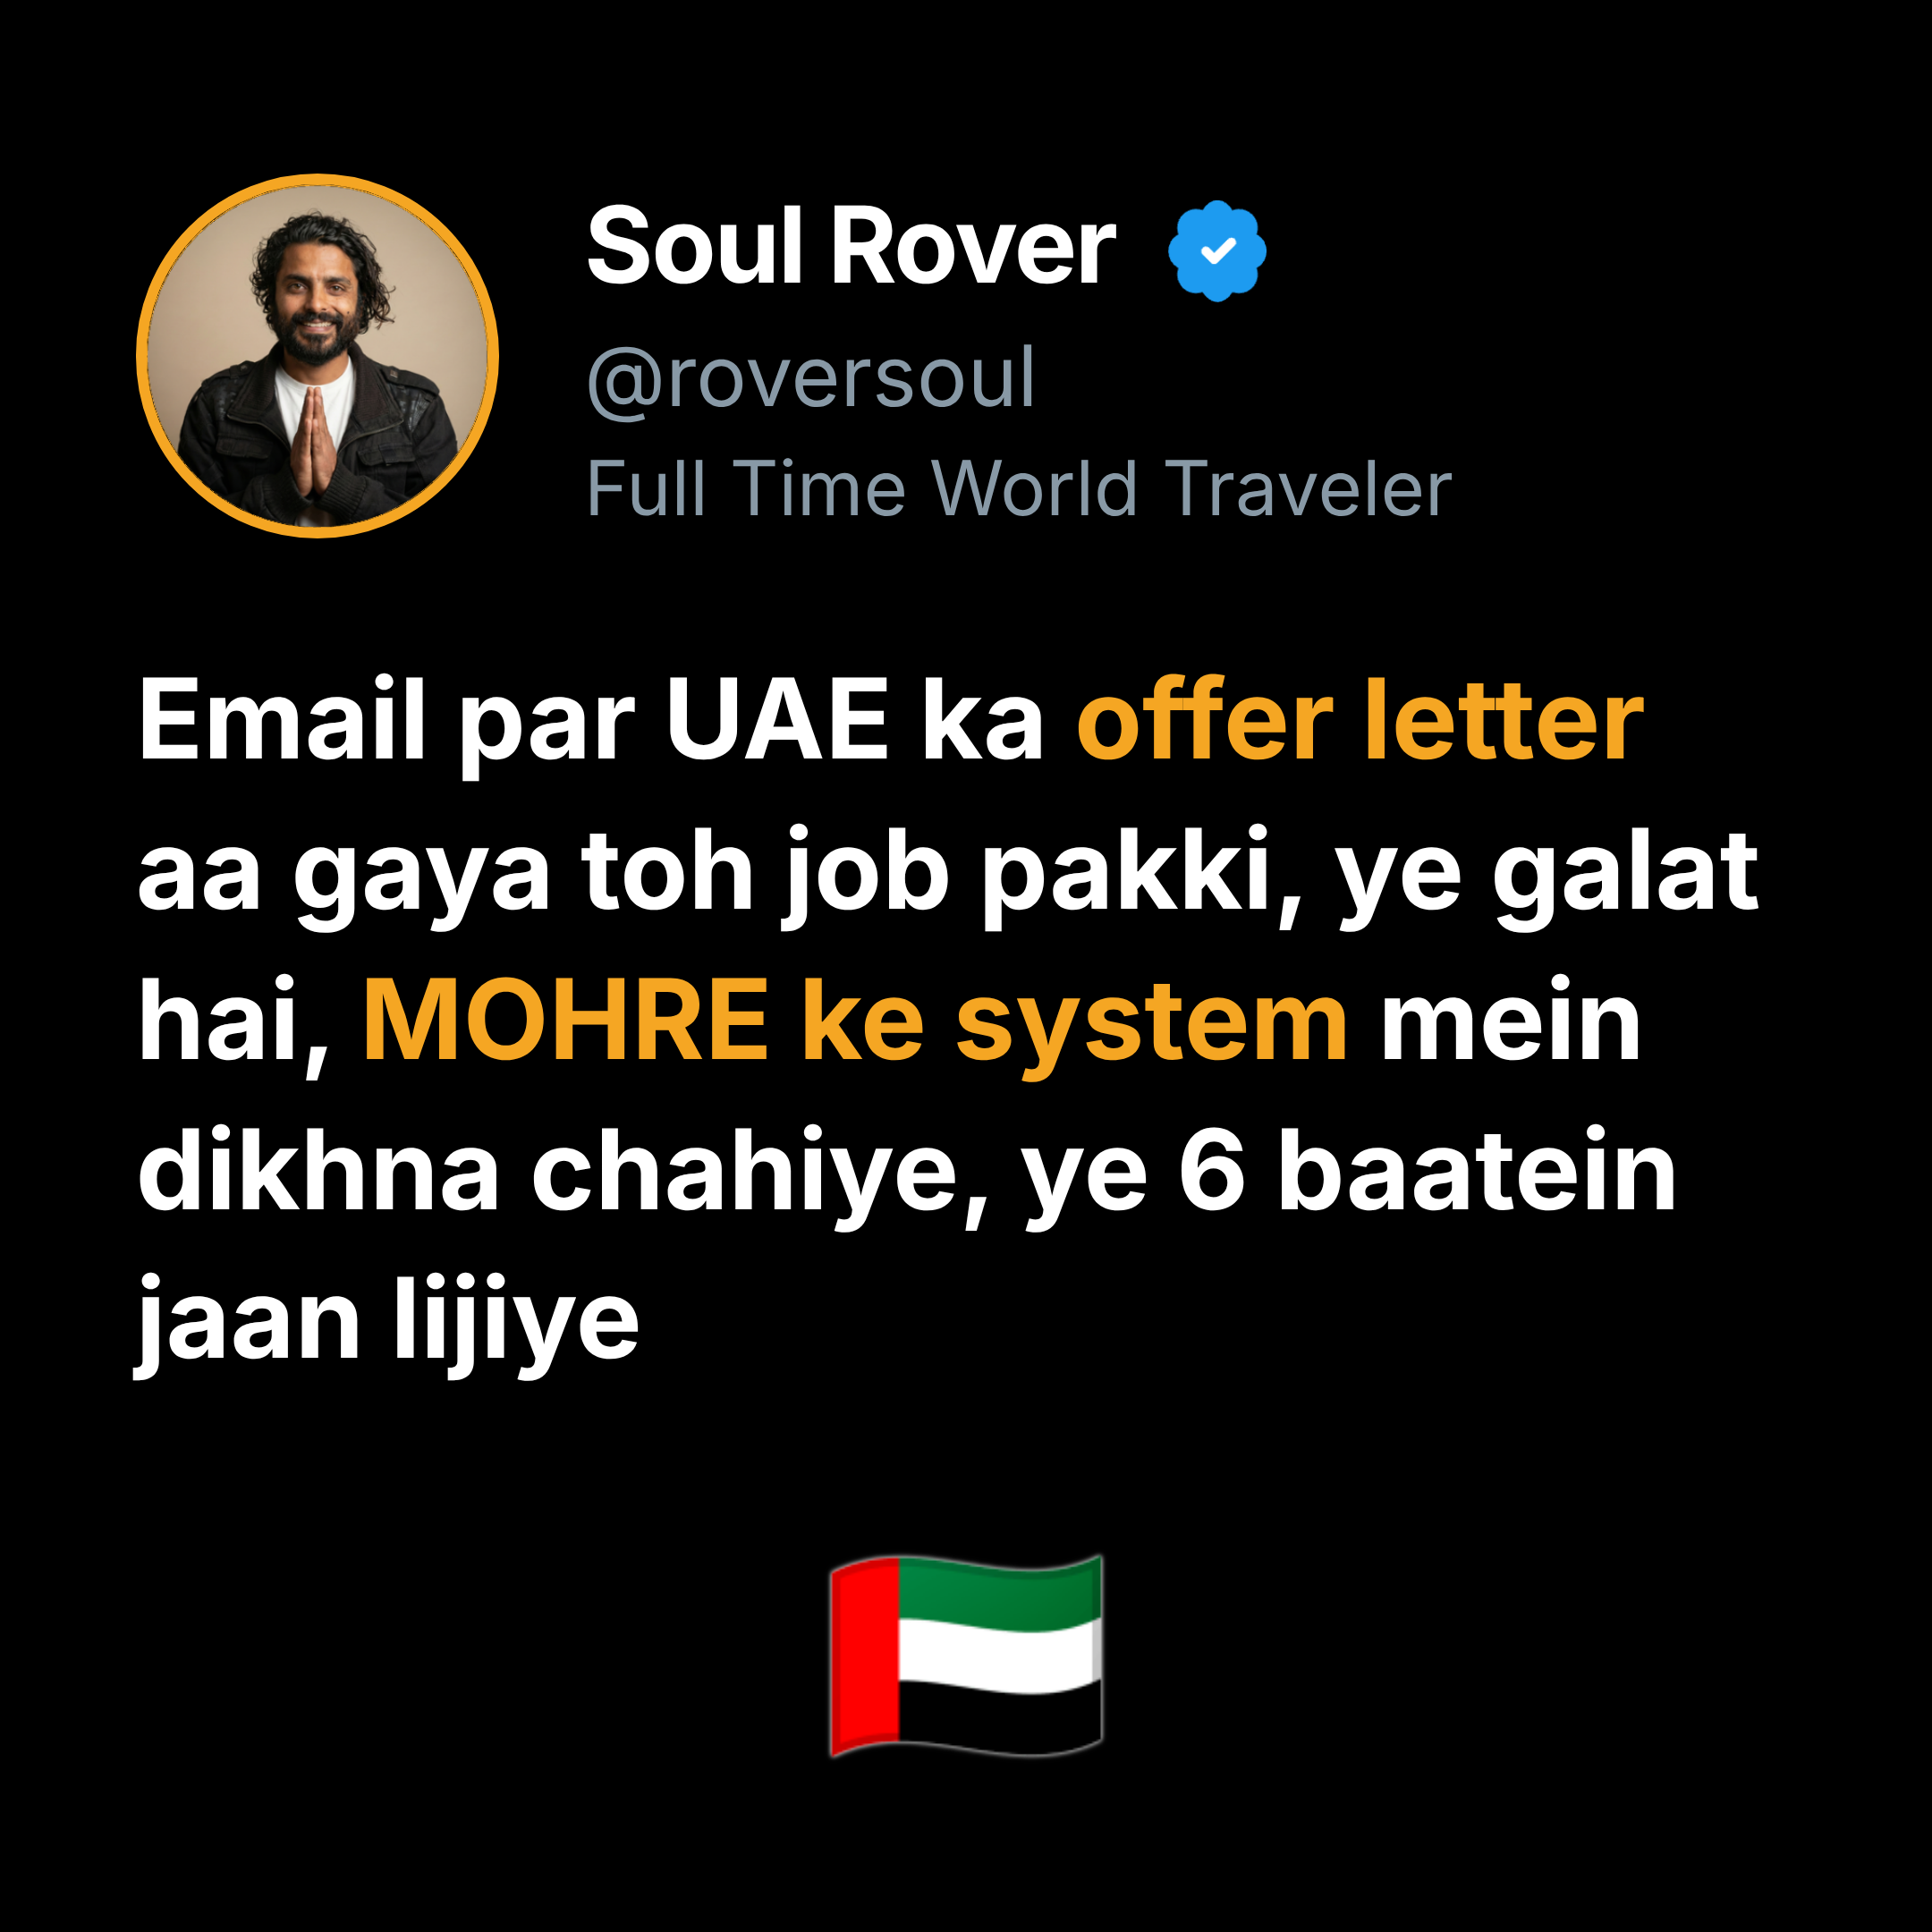 Soul Rover
@roversoul
Full Time World Traveler
Email par UAE ka offer letter
aa gaya toh job pakki, ye galat
hai, MOHRE ke system mein
dikhna chahiye, ye 6 baatein
jaan lijiye